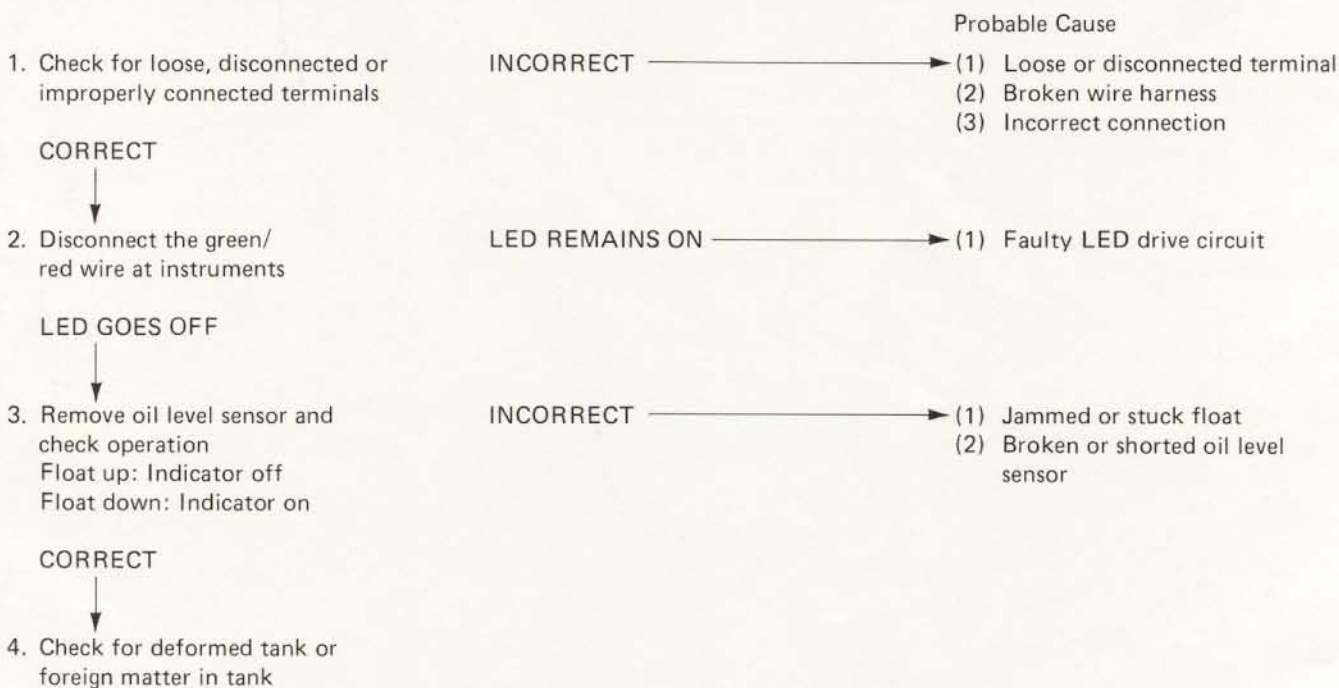 Probable Cause
1. Check for loose, disconnected or
improperly connected terminals
INCORRECT
(1) Loose or disconnected terminal
(2) Broken wire harness
(3) Incorrect connection
CORRECT
2. Disconnect the green/
red wire at instruments
LED REMAINS ON
(1) Faulty LED drive circuit
LED GOES OFF
3. Remove oil level sensor and
check operation
Float up: Indicator off
Float down: Indicator on
INCORRECT
(1) Jammed or stuck float
(2) Broken or shorted oil level
sensor
CORRECT
4. Check for deformed tank or
foreign matter in tank